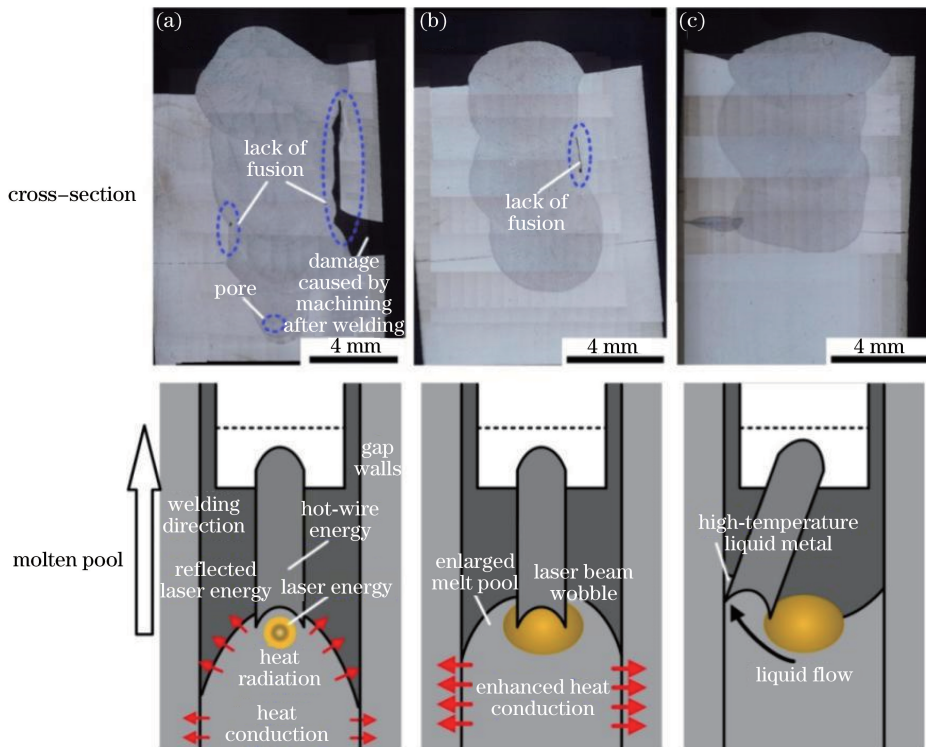 (a)
(b)
(c)
cross-section
lack of
fusion
pore
damage
caused by
machining
after welding
4 mm
lack of
fusion
4 mm
4 mm
molten pool
welding
direction
gap
walls
hot-wire
energy
reflected
laser energy
laser energy
heat
radiation
heat
conduction
enlarged
melt pool
laser beam
wobble
enhanced heat
conduction
high-temperature
liquid metal
liquid flow